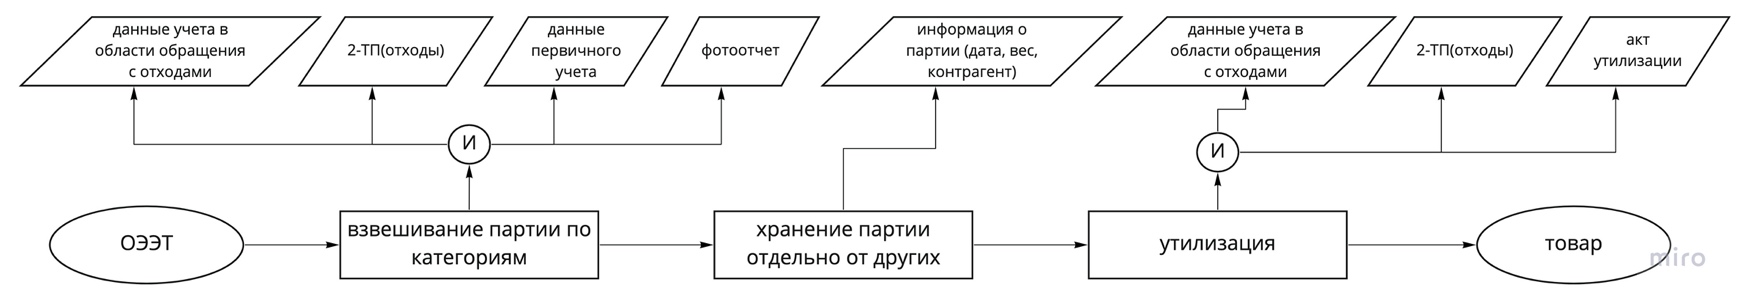 данные учета в
области обращения
с отходами
2-ТП(отходы)
данные
первичного
учета
фотоотчет
информация о
партии (дата, вес,
контрагент)
данные учета в
области обращения
с отходами
2-ТП(отходы)
акт
утилизации
И
И
ОЭЭТ
взвешивание партии по
категориям
хранение партии
отдельно от других
утилизация
товар
miro